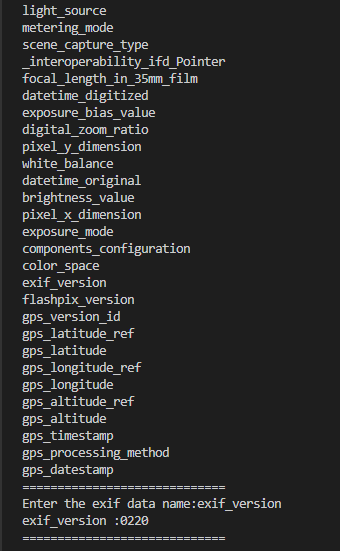 light_source
metering_mode
scene_capture_type
_interoperability_ifd_Pointer
focal_length_in_35mm_film
datetime_digitized
exposure_bias_value
digital_zoom_ratio
pixel_y_dimension
white_balance
datetime_original
brightness_value
pixel_x_dimension
exposure_mode
components_configuration
color_space
exif_version
flashpix_version
gps_version_id
gps_latitude_ref
gps_latitude
gps_longitude_ref
gps_longitude
gps_altitude_ref
gps_altitude
gps_timestamp
gps_processing_method
gps_datestamp
=============================
Enter the exif data name:exif_version
exif_version :0220
=============================